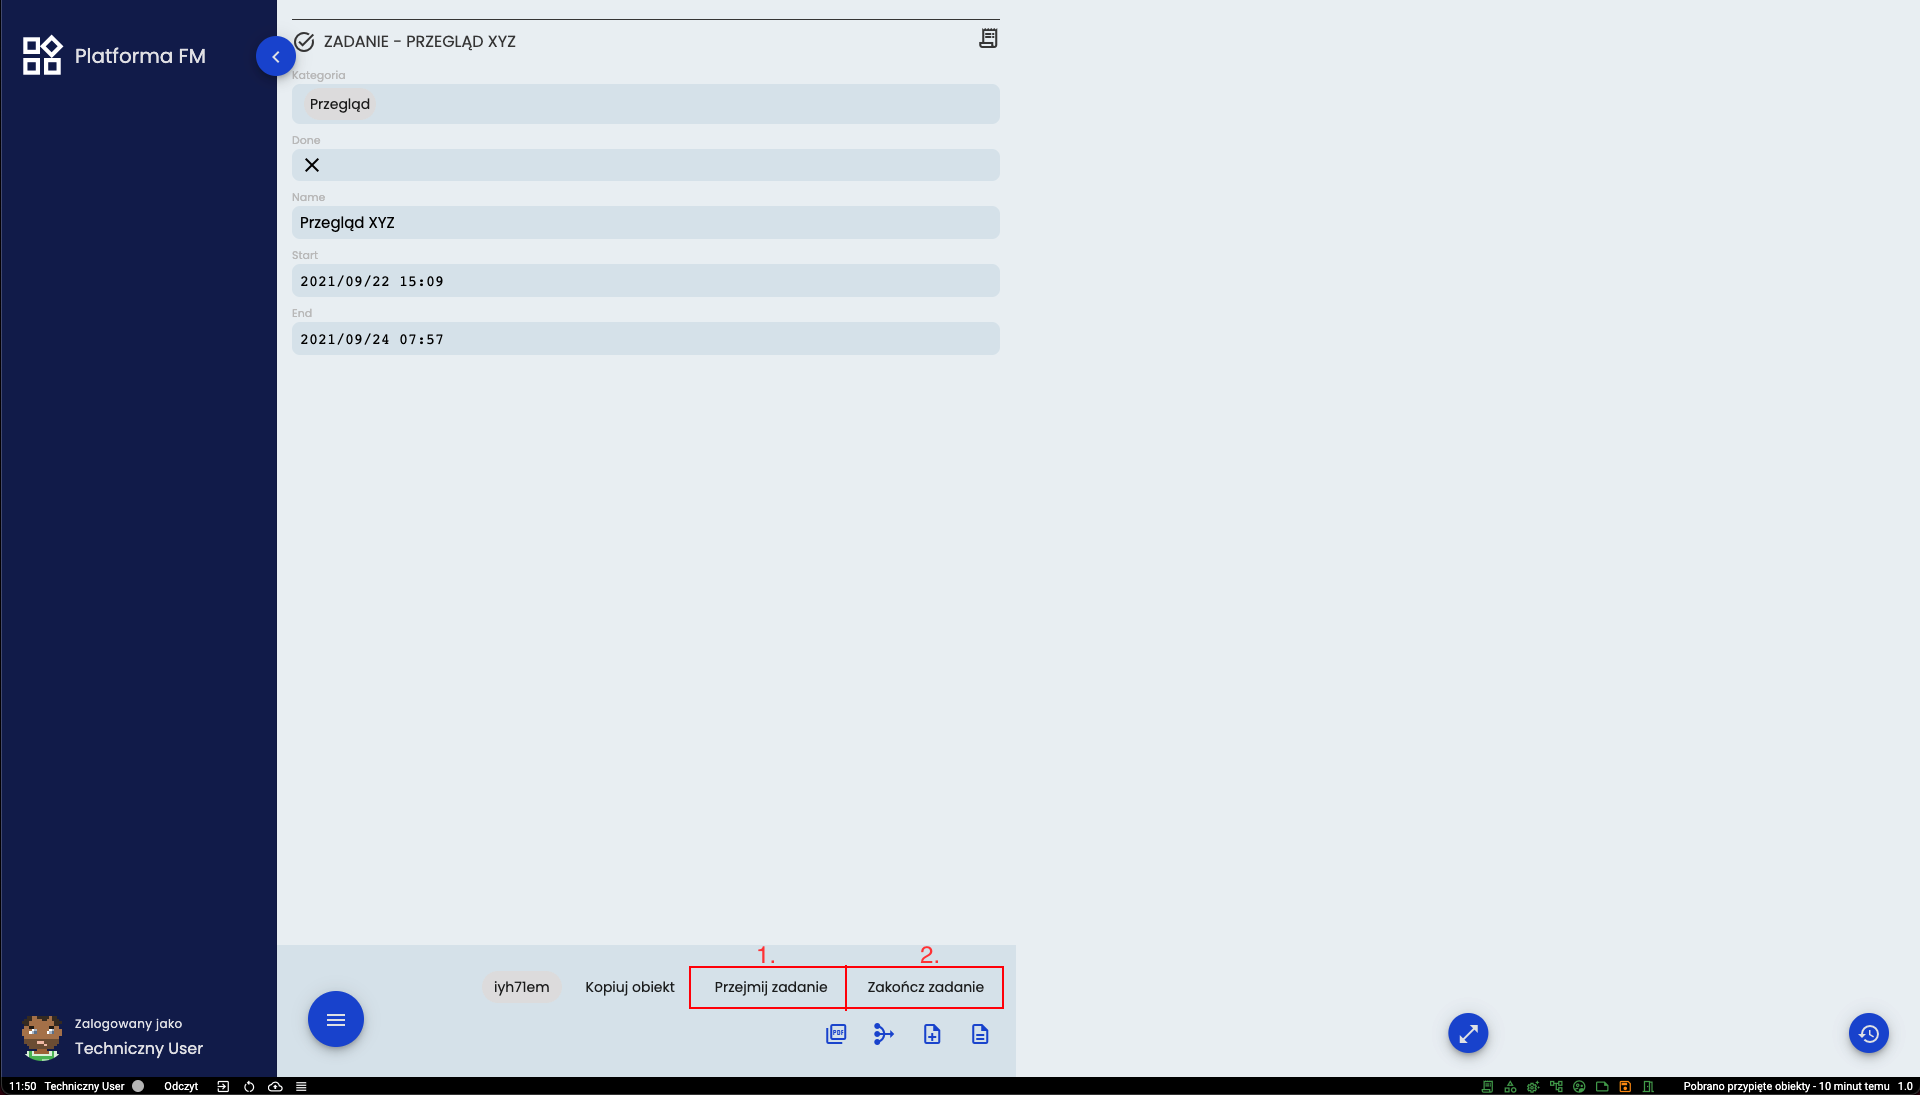 Platforma FM
ZADANIE - PRZEGLĄD XYZ
Kategoria
Przegląd
Done
Name
Przegląd XYZ
Start
2021/09/22 15:09
End
2021/09/24 07:57
1.
2.
iyh71em
Kopiuj obiekt
Przejmij zadanie
Zakończ zadanie
PDF
Zalogowany jako
Techniczny User
11:50 Techniczny User Odczyt
Pobrano przypięte obiekty - 10 minut temu 1.0